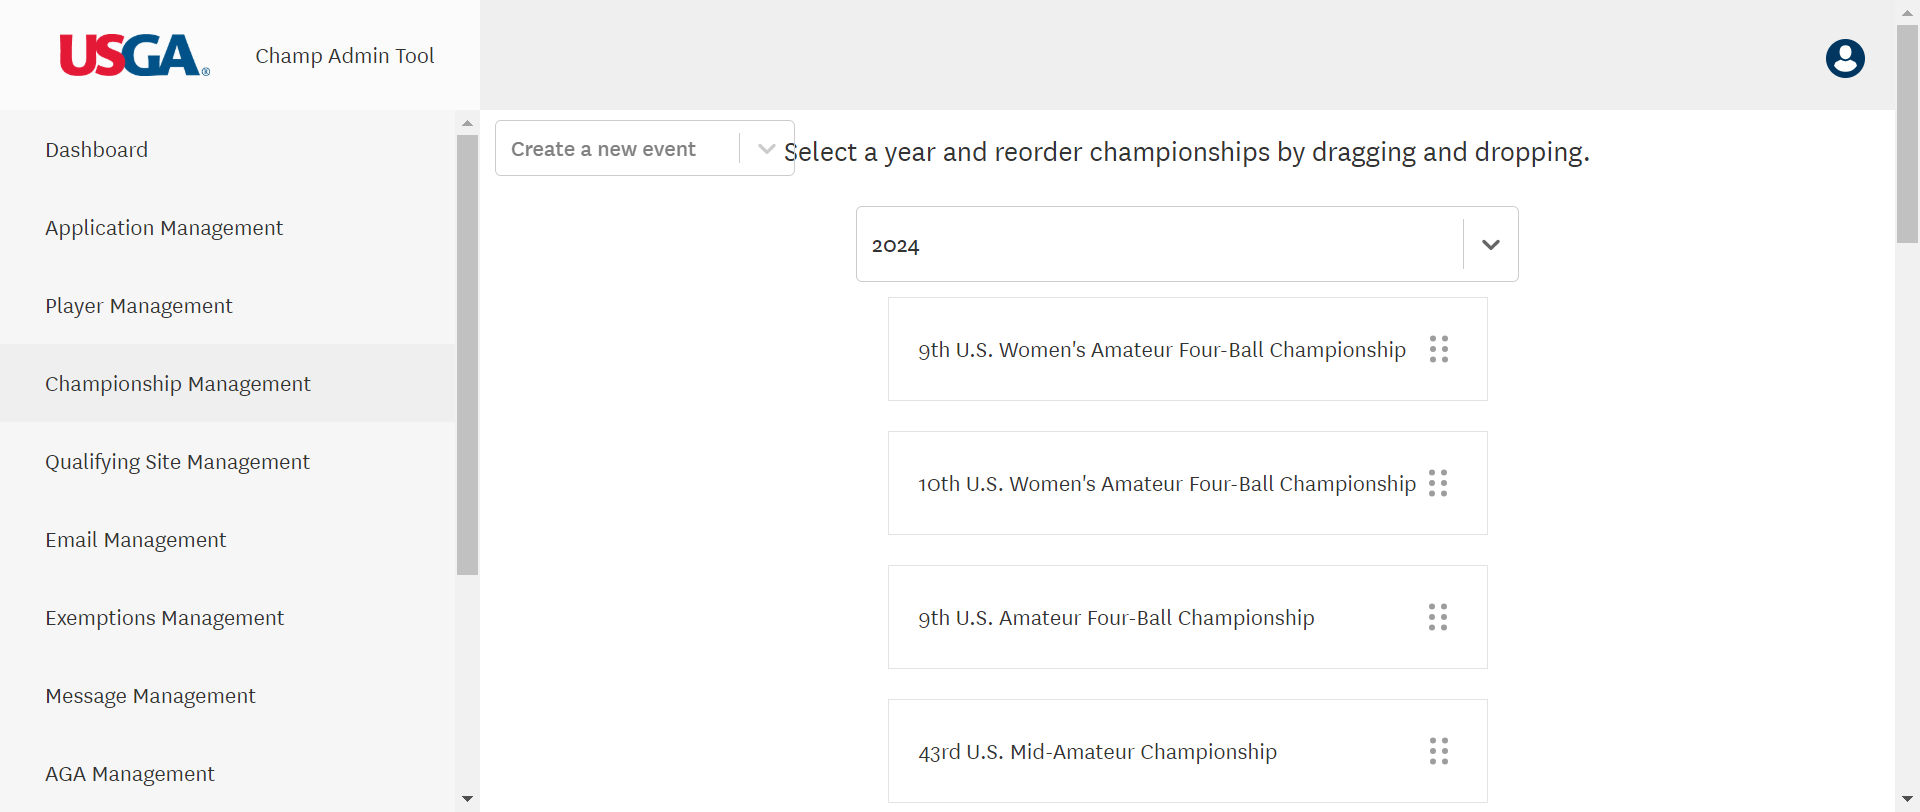 USGA®
Champ Admin Tool
Dashboard
Application Management
Player Management
Championship Management
Qualifying Site Management
Email Management
Exemptions Management
Message Management
AGA Management
Create a new event
Select a year and reorder championships by dragging and dropping.
2024
9th U.S. Women's Amateur Four-Ball Championship
10th U.S. Women's Amateur Four-Ball Championship
9th U.S. Amateur Four-Ball Championship
43rd U.S. Mid-Amateur Championship